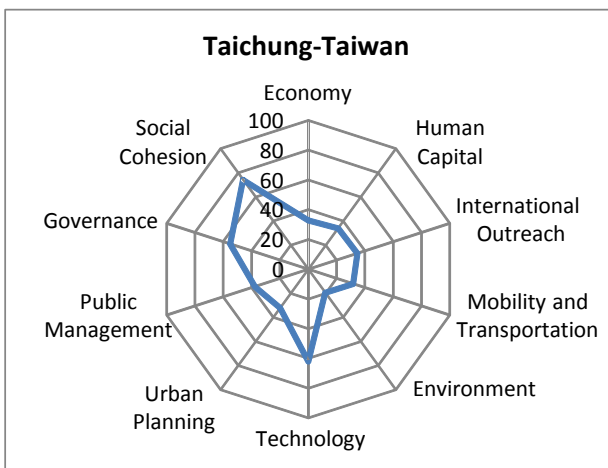 Taichung-Taiwan
Economy
Human
Capital
International
Outreach
Mobility and
Transportation
Environment
Technology
Urban
Planning
Public
Management
Governance
Social
Cohesion
100
80
60
40
20
0